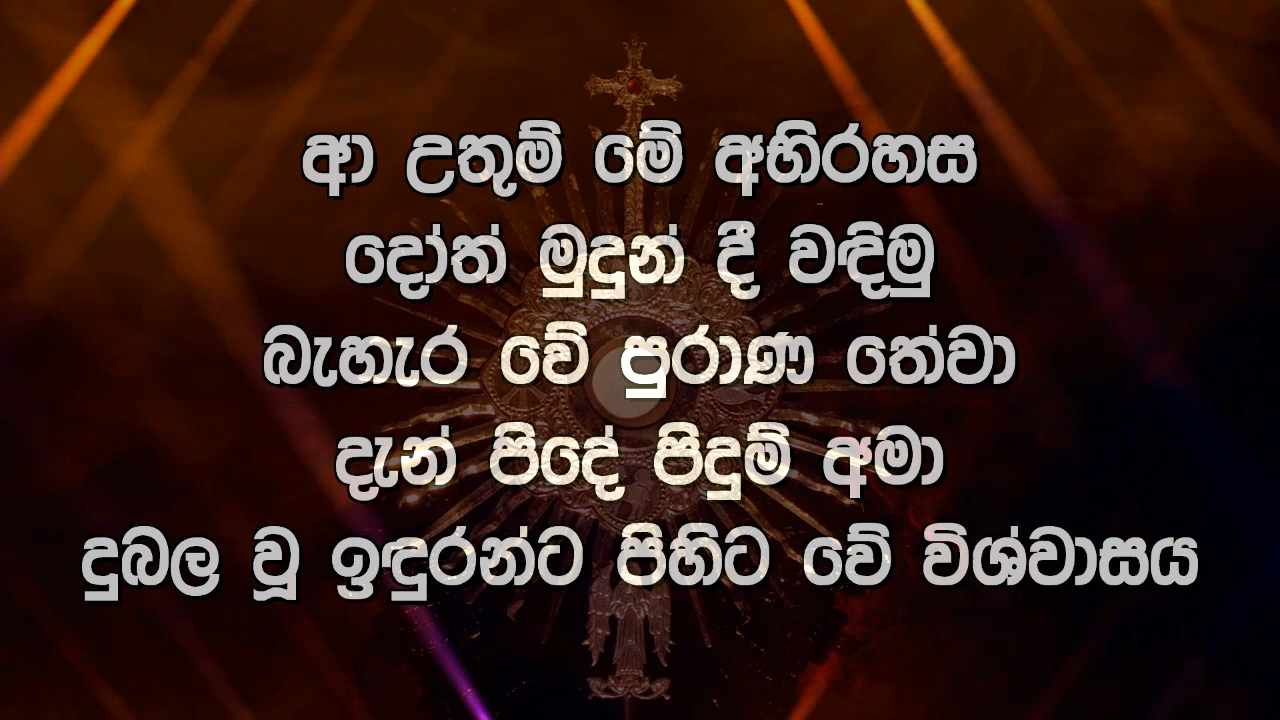 ආ උතුම් මේ අභිරහස
දෝත් මුදුන් දී වඳිමු
බැහැර වේ පුරාණ තේවා
දැන් පිදේ පිදුම් අමා
දුබල වූ ඉඳුරන්ට පිහිට වේ විශ්වාසය